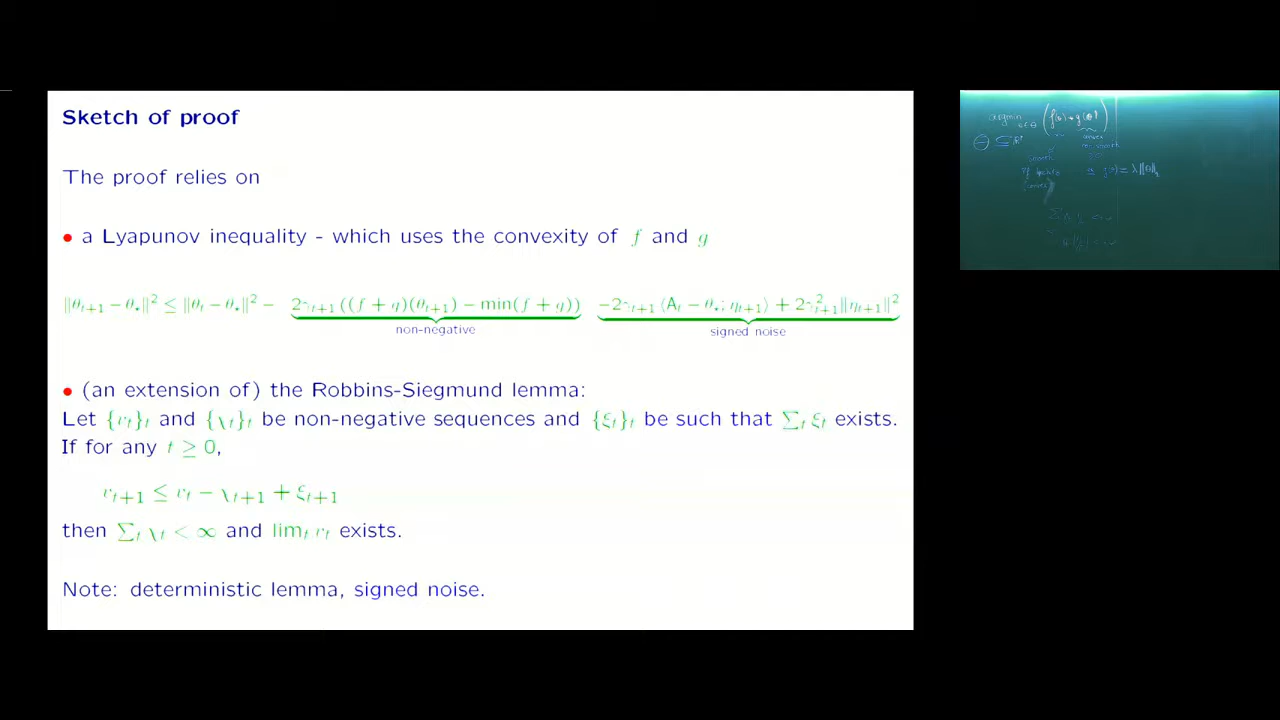 Sketch of proof
The proof relies on
• a Lyapunov inequality - which uses the convexity of f and g
‖θ_{t+1} − θ_⋆‖² ≤ ‖θ_t − θ_⋆‖² − 2γ_{t+1} ((f + g)(θ_{t+1}) − min(f + g)) −2γ_{t+1} ⟨A_t − θ_⋆; η_{t+1}⟩ + 2γ²_{t+1}‖η_{t+1}‖²
non-negative signed noise
• (an extension of) the Robbins-Siegmund lemma:
Let {v_t}_t and {χ_t}_t be non-negative sequences and {ξ_t}_t be such that ∑_t ξ_t exists.
If for any t ≥ 0,
v_{t+1} ≤ v_t − χ_{t+1} + ξ_{t+1}
then ∑_t χ_t < ∞ and lim_t v_t exists.
Note: deterministic lemma, signed noise.
argmin_{θ∈Θ} (f(θ) + g(θ))
Θ ⊆
convex
smooth
= λ‖θ‖